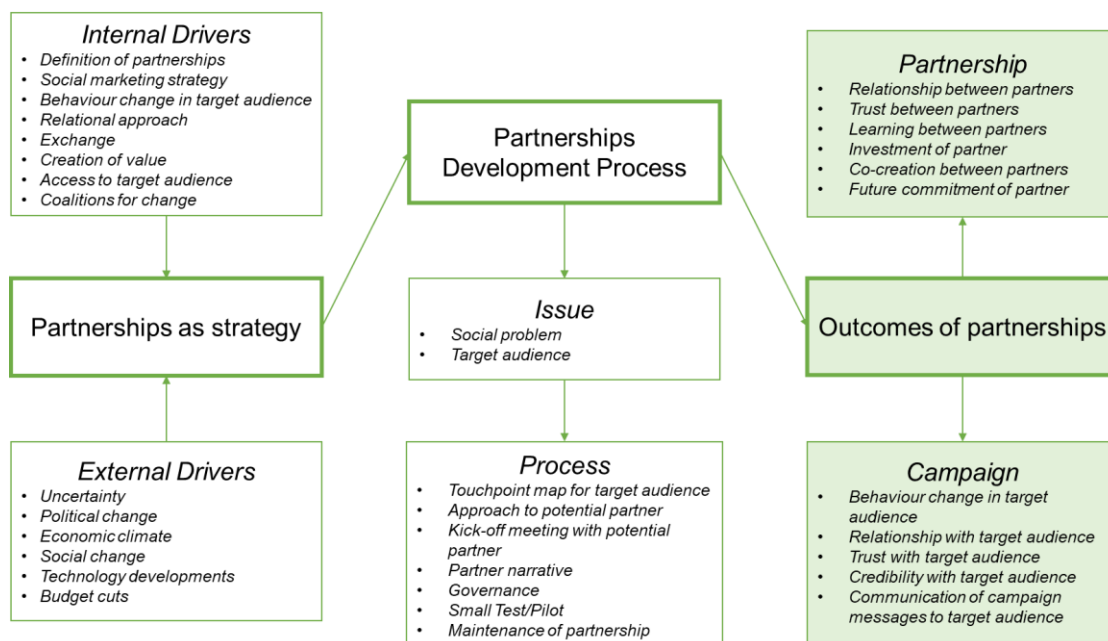 Internal Drivers
• Definition of partnerships
• Social marketing strategy
• Behaviour change in target audience
• Relational approach
• Exchange
• Creation of value
• Access to target audience
• Coalitions for change
Partnerships as strategy
External Drivers
• Uncertainty
• Political change
• Economic climate
• Social change
• Technology developments
• Budget cuts
Partnerships
Development Process
Issue
• Social problem
• Target audience
Process
• Touchpoint map for target audience
• Approach to potential partner
• Kick-off meeting with potential
partner
• Partner narrative
• Governance
• Small Test/Pilot
• Maintenance of partnership
Partnership
• Relationship between partners
• Trust between partners
• Learning between partners
• Investment of partner
• Co-creation between partners
• Future commitment of partner
Outcomes of partnerships
Campaign
• Behaviour change in target
audience
• Relationship with target audience
• Trust with target audience
• Credibility with target audience
• Communication of campaign
messages to target audience